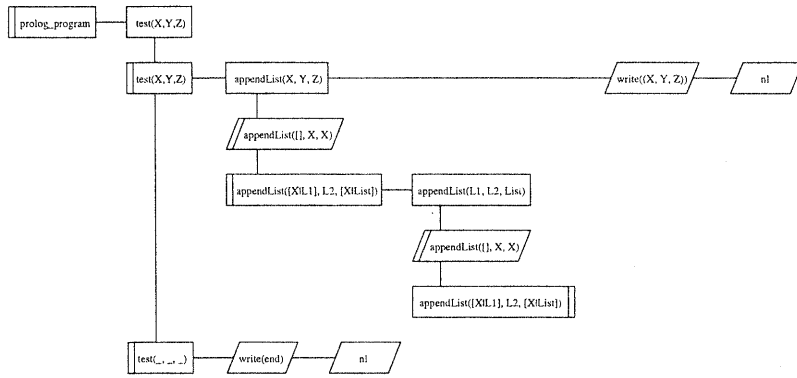 prolog_program
test(X,Y,Z)
test(X,Y,Z)
appendList(X, Y, Z)
write((X, Y, Z))
nl
appendList([], X, X)
appendList([X|L1], L2, [X|List])
appendList(L1, L2, List)
appendList([], X, X)
appendList([X|L1], L2, [X|List])
test(_, _, _)
write(end)
nl